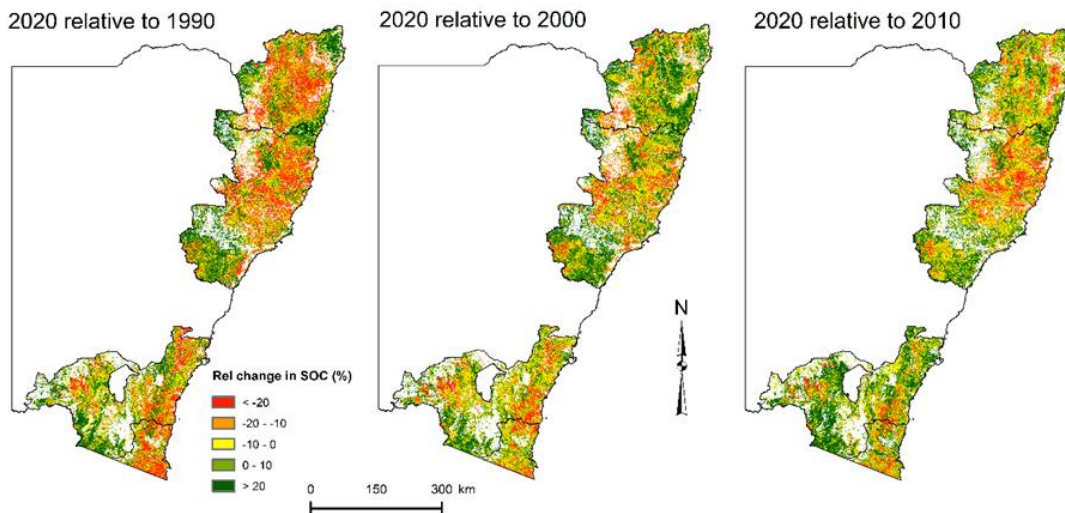 2020 relative to 1990
2020 relative to 2000
2020 relative to 2010
N
Rel change in SOC (%)
< -20
-20 - -10
-10 - 0
0 - 10
> 20
0 150 300 km